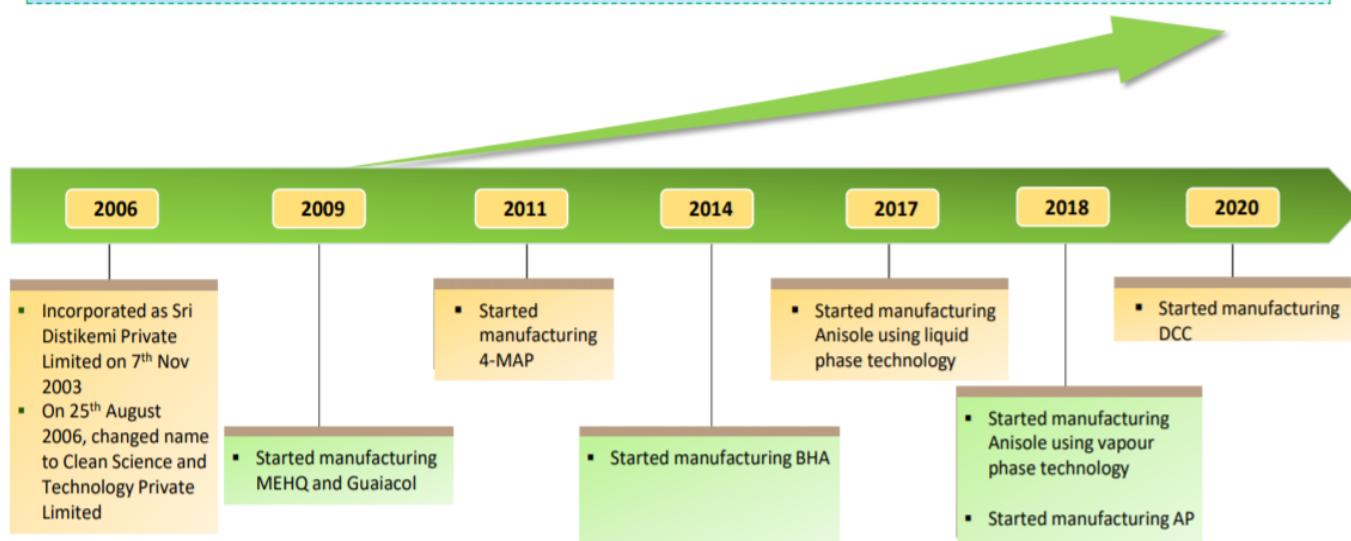 2006
2009
2011
2014
2017
2018
2020
▪ Incorporated as Sri
Distikemi Private
Limited on 7th Nov
2003
▪ On 25th August
2006, changed name
to Clean Science and
Technology Private
Limited
▪ Started manufacturing
MEHQ and Guaiacol
▪ Started
manufacturing
4-MAP
▪ Started manufacturing BHA
▪ Started manufacturing
Anisole using liquid
phase technology
▪ Started manufacturing
Anisole using vapour
phase technology
▪ Started manufacturing AP
▪ Started manufacturing
DCC